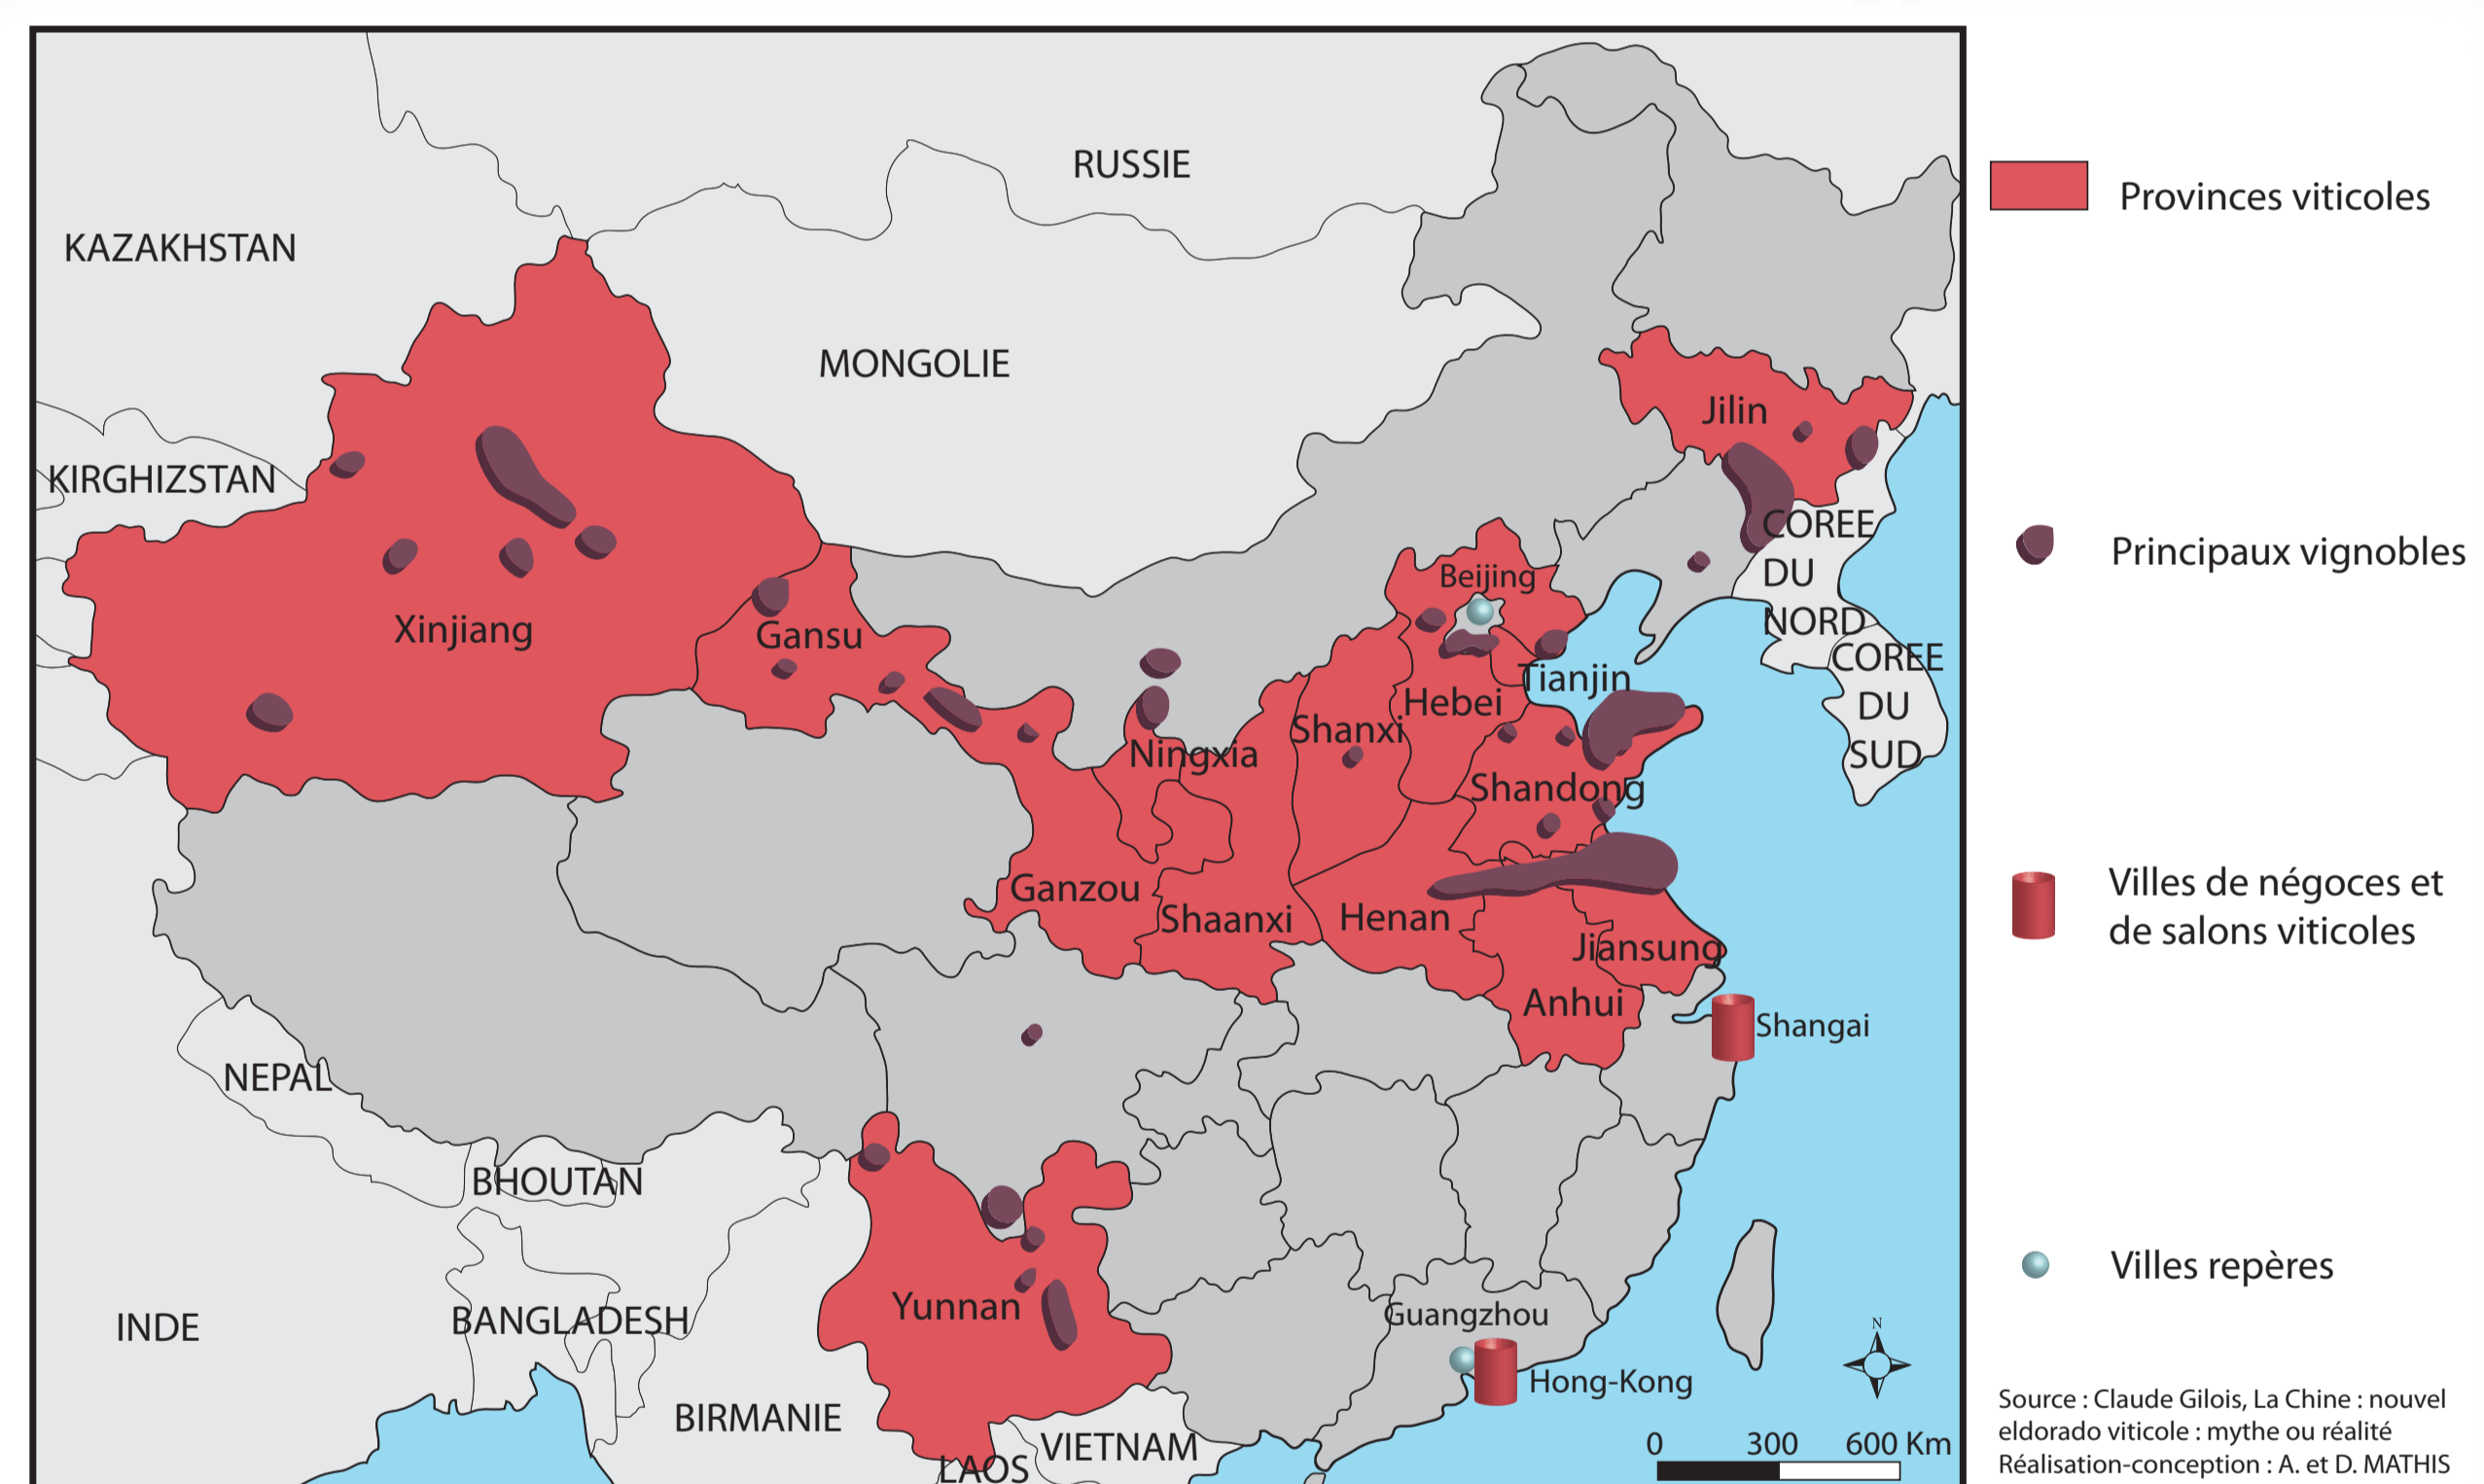 RUSSIE
KAZAKHSTAN
MONGOLIE
KIRGHIZSTAN
Xinjiang
Gansu
Jilin
COREE
DU
NORD
COREE
DU
SUD
Beijing
Tianjin
Hebei
Shanxi
Ningxia
Shandong
Ganzou
Shaanxi
Henan
Jiansung
Anhui
Shangai
NEPAL
BHOUTAN
INDE
BANGLADESH
Yunnan
Guangzhou
Hong-Kong
BIRMANIE
VIETNAM
LAOS
N
0 300 600 Km
Provinces viticoles
Principaux vignobles
Villes de négoces et
de salons viticoles
Villes repères
Source : Claude Gilois, La Chine : nouvel
eldorado viticole : mythe ou réalité
Réalisation-conception : A. et D. MATHIS